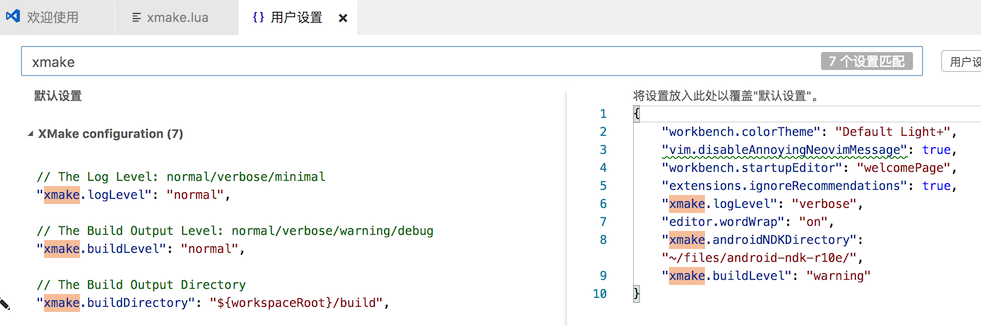 欢迎使用
xmake.lua
{} 用户设置
xmake
7 个设置匹配
用户设
默认设置
XMake configuration (7)
// The Log Level: normal/verbose/minimal
"xmake.logLevel": "normal",
// The Build Output Level: normal/verbose/warning/debug
"xmake.buildLevel": "normal",
// The Build Output Directory
"xmake.buildDirectory": "${workspaceRoot}/build",
将设置放入此处以覆盖"默认设置"。
1 {
2 "workbench.colorTheme": "Default Light+",
3 "vim.disableAnnoyingNeovimMessage": true,
4 "workbench.startupEditor": "welcomePage",
5 "extensions.ignoreRecommendations": true,
6 "xmake.logLevel": "verbose",
7 "editor.wordWrap": "on",
8 "xmake.androidNDKDirectory":
"~/files/android-ndk-r10e/",
9 "xmake.buildLevel": "warning"
10 }